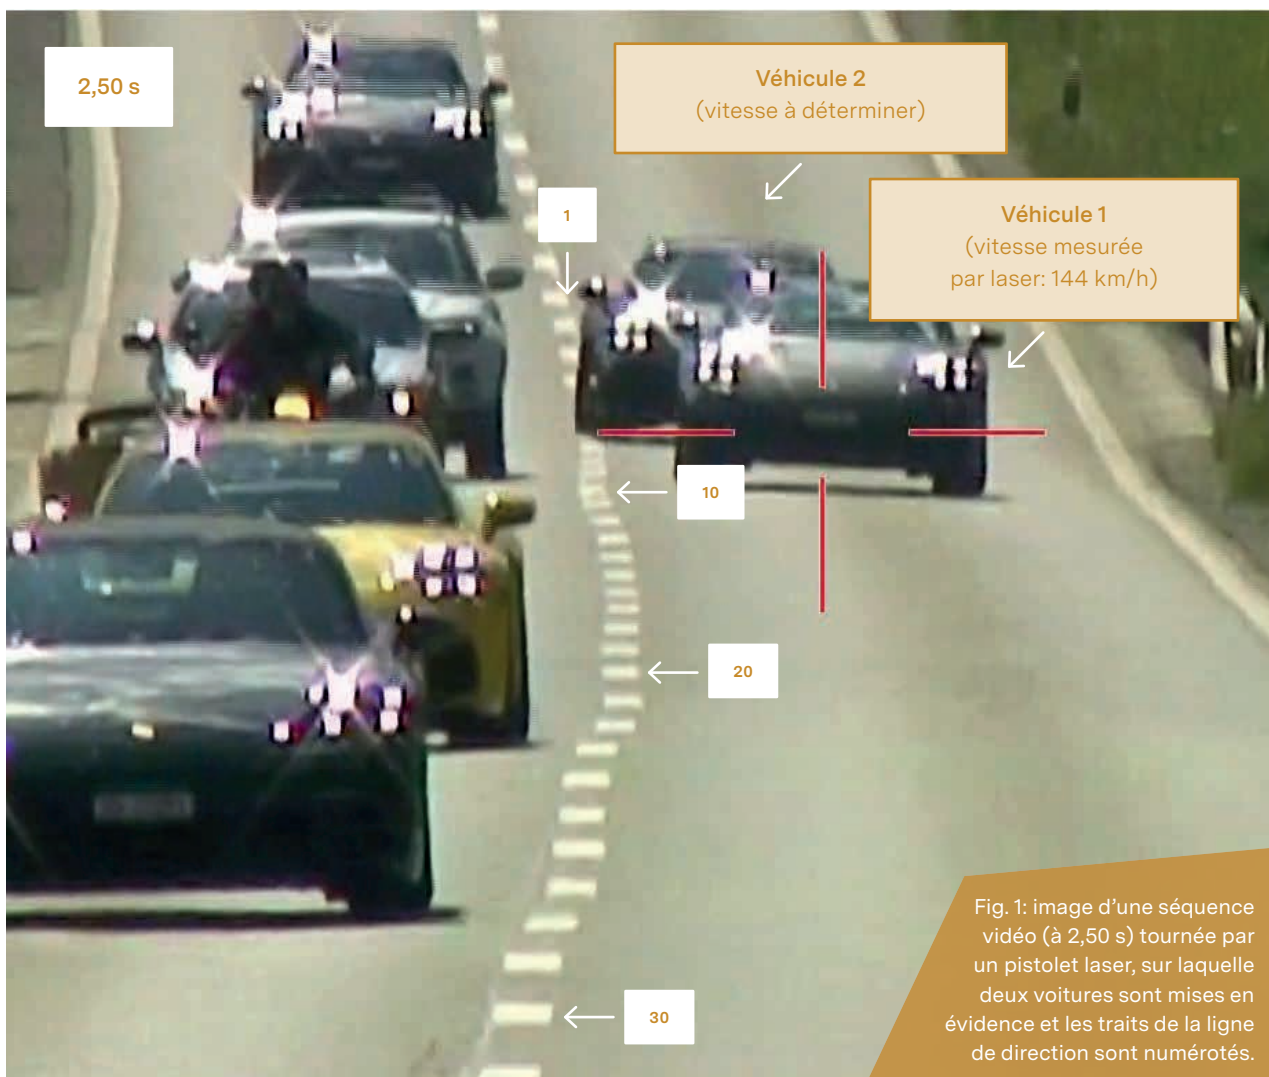 2,50 s
Véhicule 2
(vitesse à déterminer)
Véhicule 1
(vitesse mesurée
par laser: 144 km/h)
1
10
20
30
Fig. 1: image d’une séquence
vidéo (à 2,50 s) tournée par
un pistolet laser, sur laquelle
deux voitures sont mises en
évidence et les traits de la ligne
de direction sont numérotés.